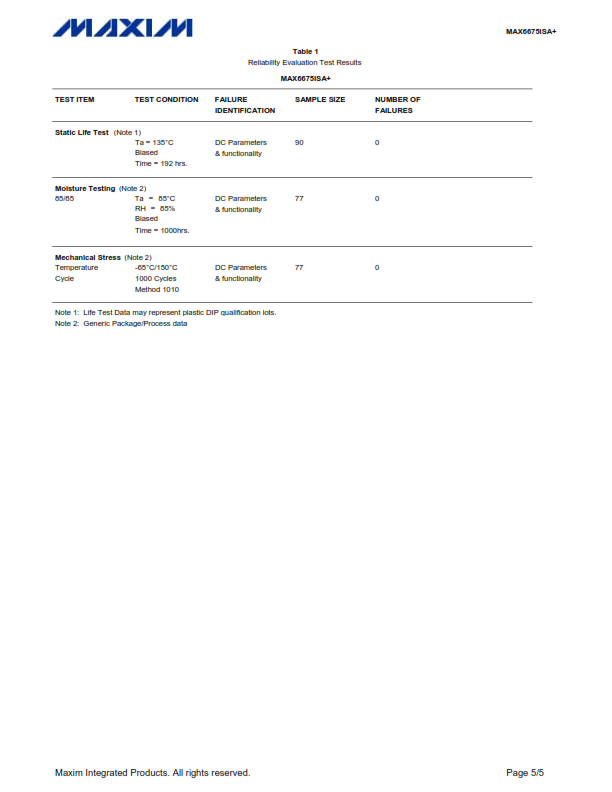 MAXIM
MAX6675ISA+
Table 1
Reliability Evaluation Test Results
MAX6675ISA+
TEST ITEM TEST CONDITION FAILURE SAMPLE SIZE NUMBER OF
IDENTIFICATION FAILURES
Static Life Test (Note 1)
Ta = 135°C DC Parameters 90 0
Biased & functionality
Time = 192 hrs.
Moisture Testing (Note 2)
85/85 Ta = 85°C DC Parameters 77 0
RH = 85% & functionality
Biased
Time = 1000hrs.
Mechanical Stress (Note 2)
Temperature -65°C/150°C DC Parameters 77 0
Cycle 1000 Cycles & functionality
Method 1010
Note 1: Life Test Data may represent plastic DIP qualification lots.
Note 2: Generic Package/Process data
Maxim Integrated Products. All rights reserved. Page 5/5